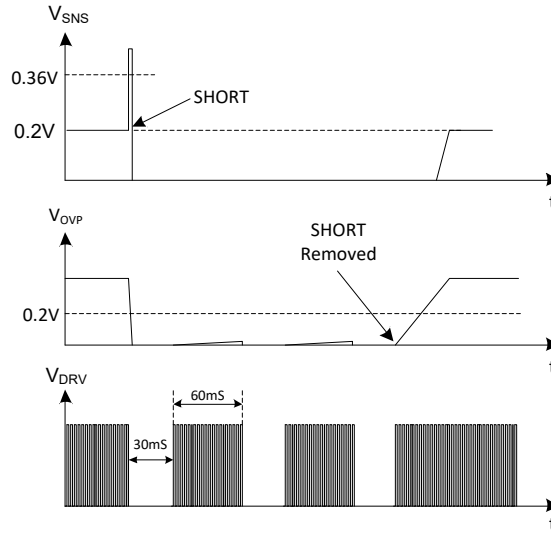 VSNS
0.36V
SHORT
0.2V
t
VOVP
SHORT
Removed
0.2V
t
VDRV
60mS
30mS
t